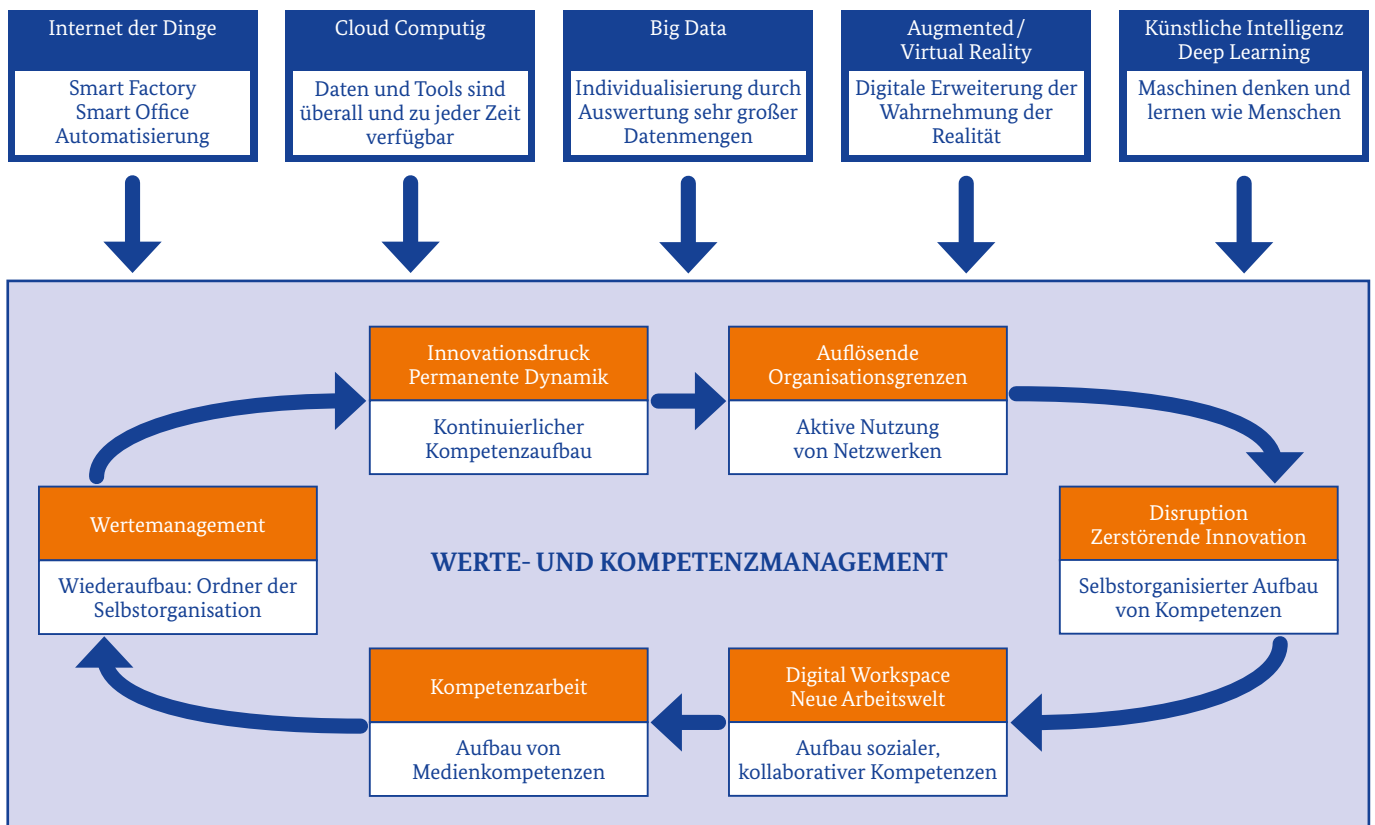 Internet der Dinge
Smart Factory
Smart Office
Automatisierung
Cloud Computig
Daten und Tools sind
überall und zu jeder Zeit
verfügbar
Big Data
Individualisierung durch
Auswertung sehr großer
Datenmengen
Augmented /
Virtual Reality
Digitale Erweiterung der
Wahrnehmung der
Realität
Künstliche Intelligenz
Deep Learning
Maschinen denken und
lernen wie Menschen
Innovationsdruck
Permanente Dynamik
Kontinuierlicher
Kompetenzaufbau
Auflösende
Organisationsgrenzen
Aktive Nutzung
von Netzwerken
Wertemanagement
Wiederaufbau: Ordner der
Selbstorganisation
WERTE- UND KOMPETENZMANAGEMENT
Disruption
Zerstörende Innovation
Selbstorganisierter Aufbau
von Kompetenzen
Kompetenzarbeit
Aufbau von
Medienkompetenzen
Digital Workspace
Neue Arbeitswelt
Aufbau sozialer,
kollaborativer Kompetenzen